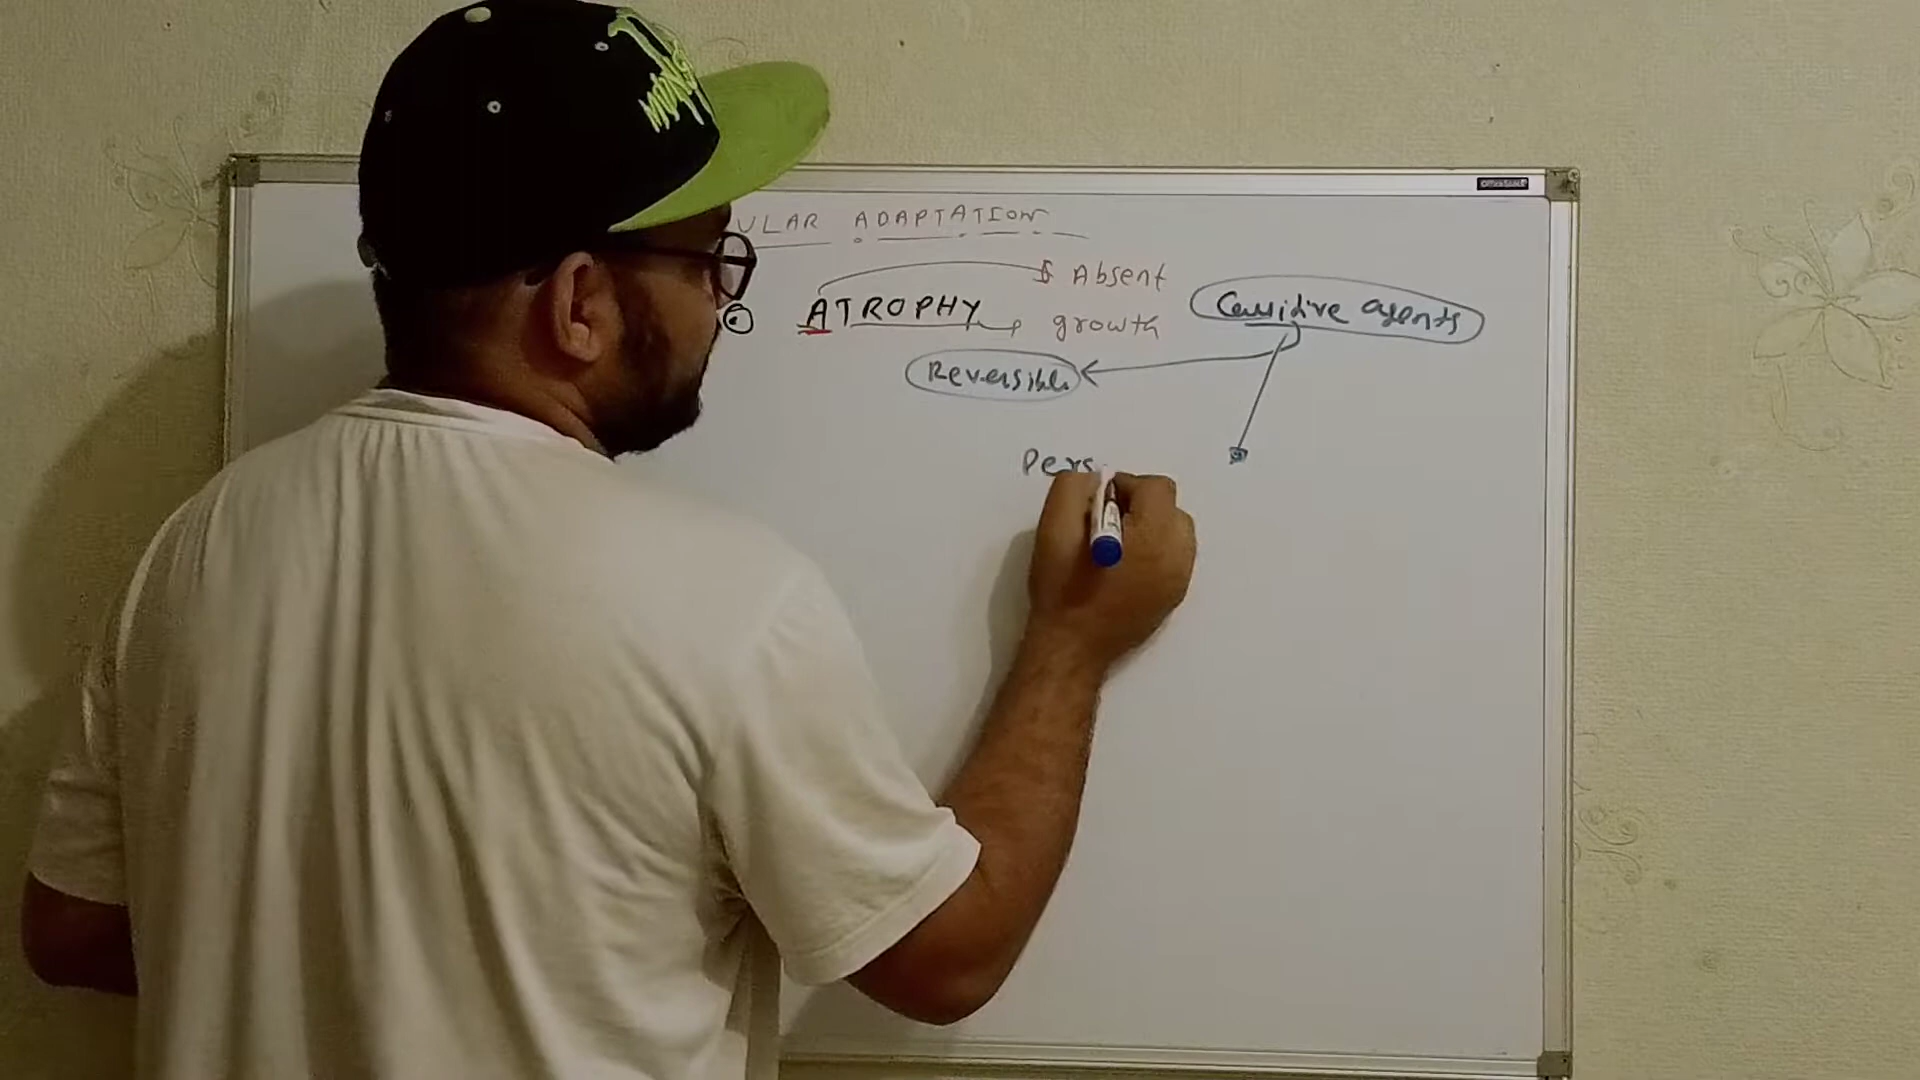 ULAR ADAPTATION
Absent
ATROPHY
growth
Causitive agents
Reversible
Pers